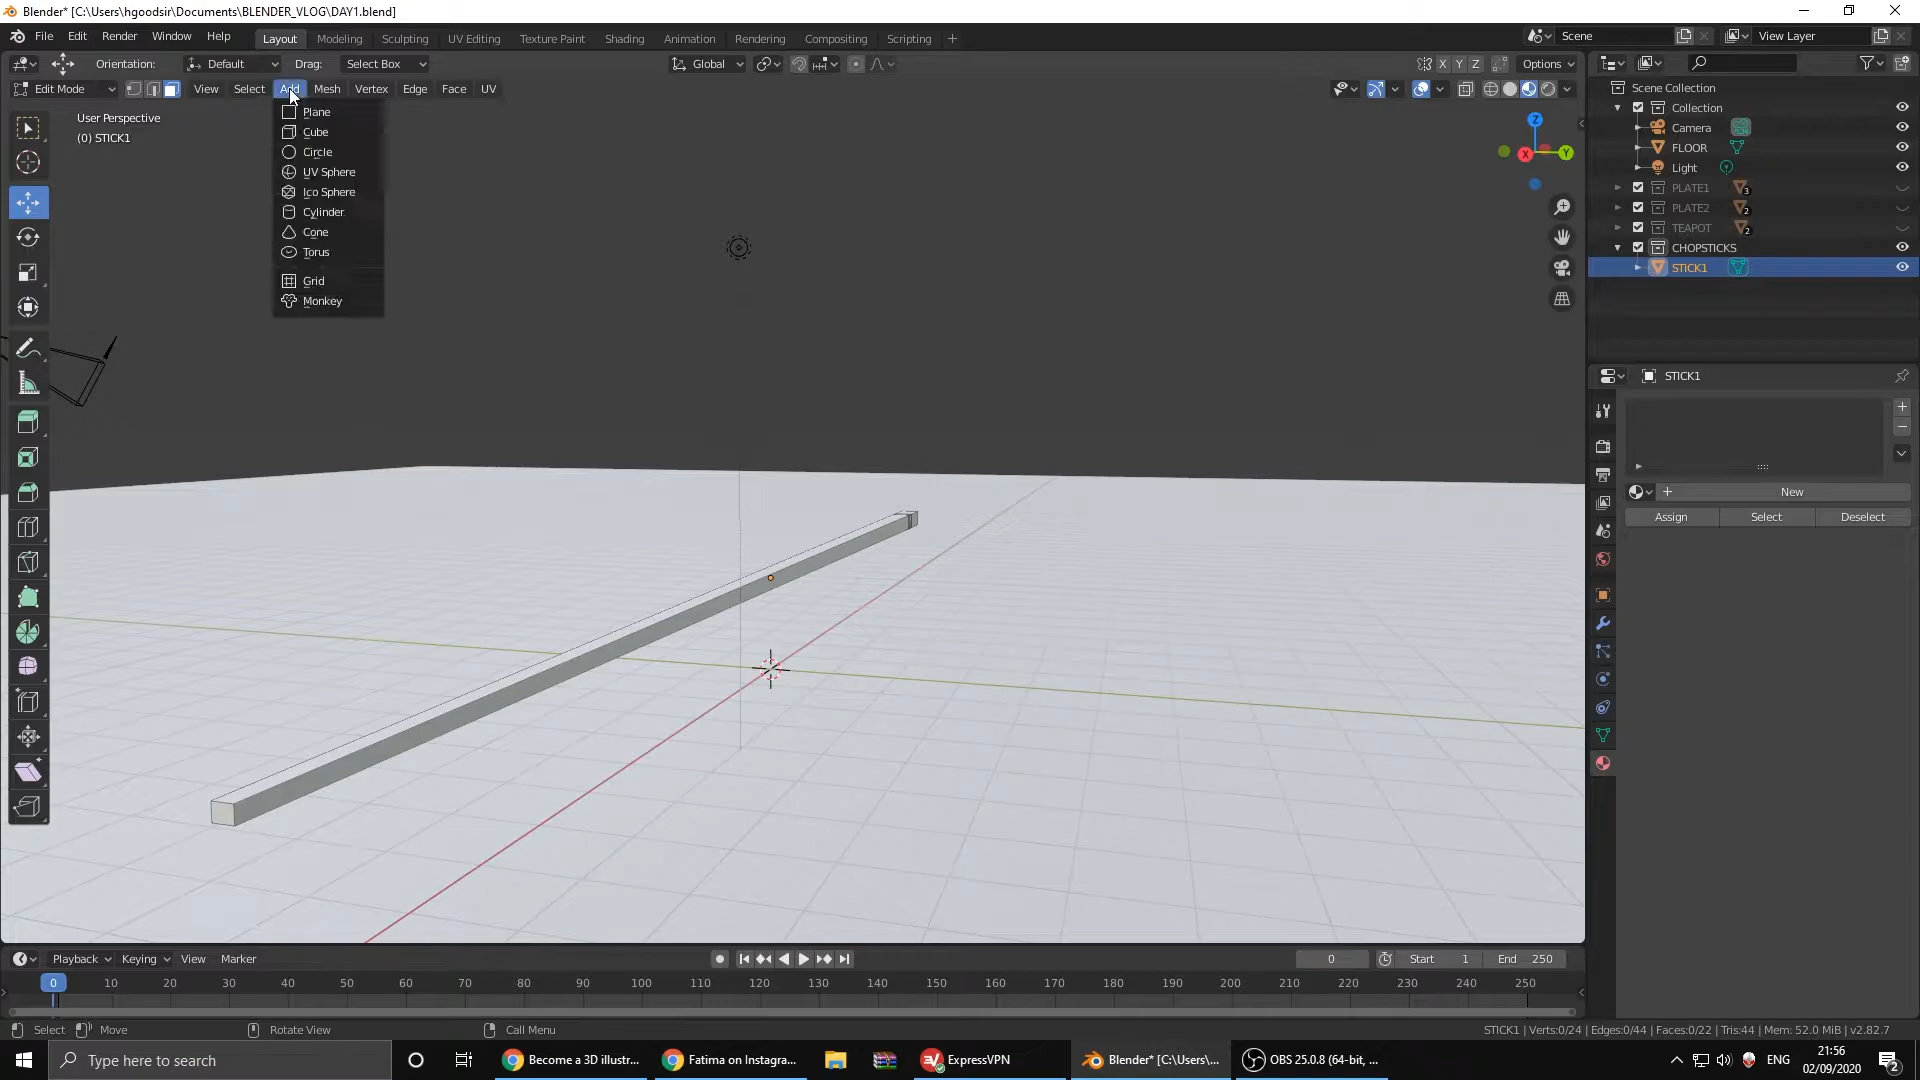 Blender* [C:\Users\hgoodsir\Documents\BLENDER_VLOG\DAY1.blend]
File Edit Render Window Help Layout Modeling Sculpting UV Editing Texture Paint Shading Animation Rendering Compositing Scripting Scene View Layer
Orientation: Default Drag: Select Box Global X Y Z Options
Edit Mode View Select Add Mesh Vertex Edge Face UV
User Perspective
(0) STICK1
Plane
Cube
Circle
UV Sphere
Ico Sphere
Cylinder
Cone
Torus
Grid
Monkey
Z
X
Y
Scene Collection
Collection
Camera
FLOOR
Light
PLATE1 3
PLATE2 2
TEAPOT 2
CHOPSTICKS
STICK1
STICK1
New
Assign Select Deselect
Playback Keying View Marker 0 Start 1 End 250
0 10 20 30 40 50 60 70 80 90 100 110 120 130 140 150 160 170 180 190 200 210 220 230 240 250
Select Move Rotate View Call Menu STICK1 | Verts:0/24 | Edges:0/44 | Faces:0/22 | Tris:44 | Mem: 52.0 MiB | v2.82.7
Type here to search Become a 3D illustr... Fatima on Instagra... ExpressVPN Blender* [C:\Users\... OBS 25.0.8 (64-bit, ... ENG 21:56
02/09/2020 2